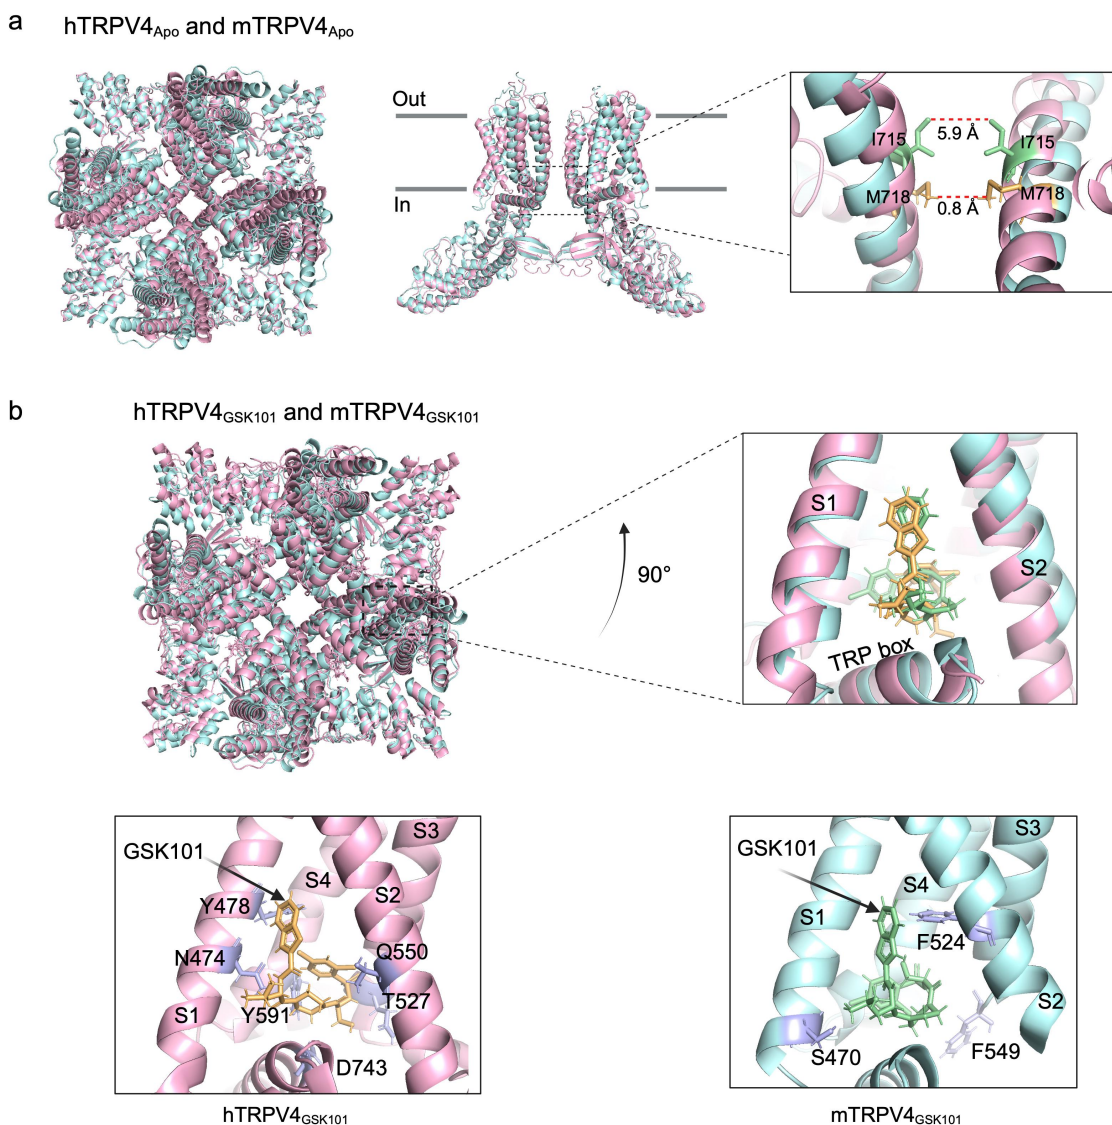 a
hTRPV4Apo and mTRPV4Apo
Out
In
I715
5.9 Å
I715
M718
M718
0.8 Å
b
hTRPV4GSK101 and mTRPV4GSK101
90°
S1
S2
TRP box
GSK101
S3
S4
S2
Y478
N474
Q550
S1
Y591
T527
D743
hTRPV4GSK101
GSK101
S3
S4
S1
F524
S2
S470
F549
mTRPV4GSK101